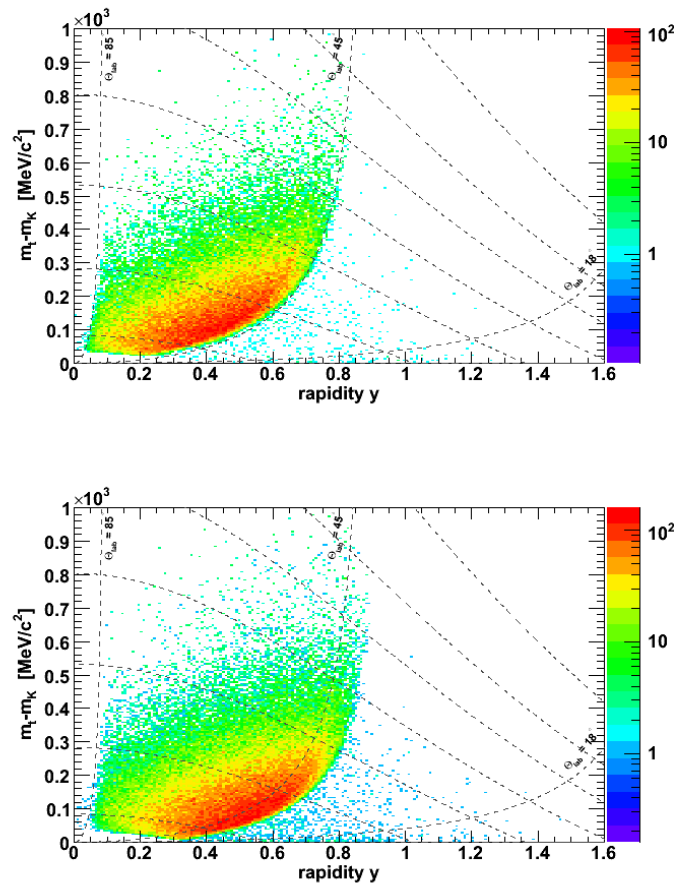 ×10³
m_t-m_K [MeV/c²]
1
0.9
0.8
0.7
0.6
0.5
0.4
0.3
0.2
0.1
0
Θ_lab = 85
Θ_lab = 45
Θ_lab = 18
10²
10
1
0 0.2 0.4 0.6 0.8 1 1.2 1.4 1.6
rapidity y
×10³
m_t-m_K [MeV/c²]
1
0.9
0.8
0.7
0.6
0.5
0.4
0.3
0.2
0.1
0
Θ_lab = 85
Θ_lab = 45
Θ_lab = 18
10²
10
1
0 0.2 0.4 0.6 0.8 1 1.2 1.4 1.6
rapidity y